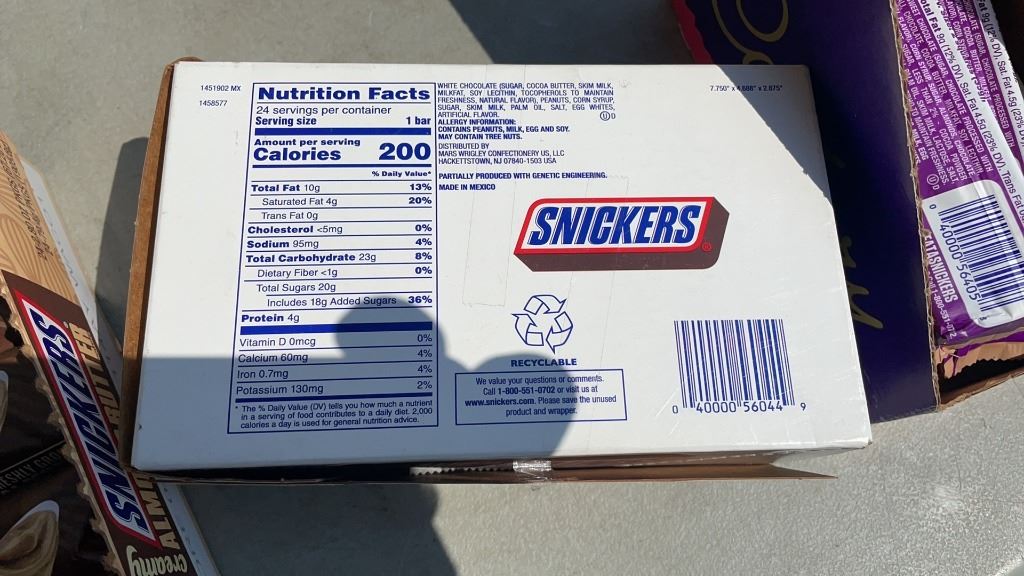 1451902 MX
1458577
Nutrition Facts
24 servings per container
Serving size 1 bar
Amount per serving
Calories 200
% Daily Value*
Total Fat 10g 13%
Saturated Fat 4g 20%
Trans Fat 0g
Cholesterol <5mg 0%
Sodium 95mg 4%
Total Carbohydrate 23g 8%
Dietary Fiber <1g 0%
Total Sugars 20g
Includes 18g Added Sugars 36%
Protein 4g
Vitamin D 0mcg 0%
Calcium 60mg 4%
Iron 0.7mg 4%
Potassium 130mg 2%
* The % Daily Value (DV) tells you how much a nutrient
in a serving of food contributes to a daily diet. 2,000
calories a day is used for general nutrition advice.
WHITE CHOCOLATE (SUGAR, COCOA BUTTER, SKIM MILK,
MILKFAT, SOY LECITHIN, TOCOPHEROLS TO MAINTAIN
FRESHNESS, NATURAL FLAVOR), PEANUTS, CORN SYRUP,
SUGAR, SKIM MILK, PALM OIL, SALT, EGG WHITES,
ARTIFICIAL FLAVOR.
ALLERGY INFORMATION:
CONTAINS PEANUTS, MILK, EGG AND SOY.
MAY CONTAIN TREE NUTS.
DISTRIBUTED BY
MARS WRIGLEY CONFECTIONERY US, LLC
HACKETTSTOWN, NJ 07840-1503 USA
PARTIALLY PRODUCED WITH GENETIC ENGINEERING.
MADE IN MEXICO
7.750" x 4.688" x 2.875"
SNICKERS®
RECYCLABLE
We value your questions or comments.
Call 1-800-551-0702 or visit us at
www.snickers.com. Please save the unused
product and wrapper.
0 40000 56044 9
SNICKERS
creamy
0 40000 56405